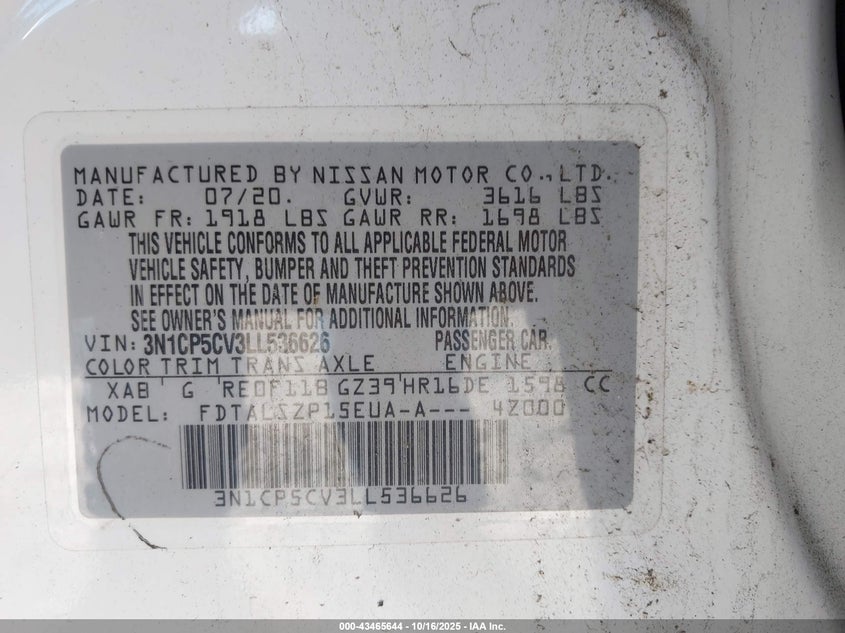 MANUFACTURED BY NISSAN MOTOR CO., LTD.
DATE: 07/20. GVWR: 3616 LBS
GAWR FR: 1918 LBS GAWR RR: 1698 LBS
THIS VEHICLE CONFORMS TO ALL APPLICABLE FEDERAL MOTOR
VEHICLE SAFETY, BUMPER AND THEFT PREVENTION STANDARDS
IN EFFECT ON THE DATE OF MANUFACTURE SHOWN ABOVE.
SEE OWNER'S MANUAL FOR ADDITIONAL INFORMATION.
VIN: 3N1CP5CV3LL536626 PASSENGER CAR.
COLOR TRIM TRANS AXLE ENGINE
XAB G RE0F11B GZ39 HR16DE 1598 CC
MODEL: FDTALSZP15EUA-A--- 4Z000
3N1CP5CV3LL536626
000-43465644 - 10/16/2025 - IAA Inc.